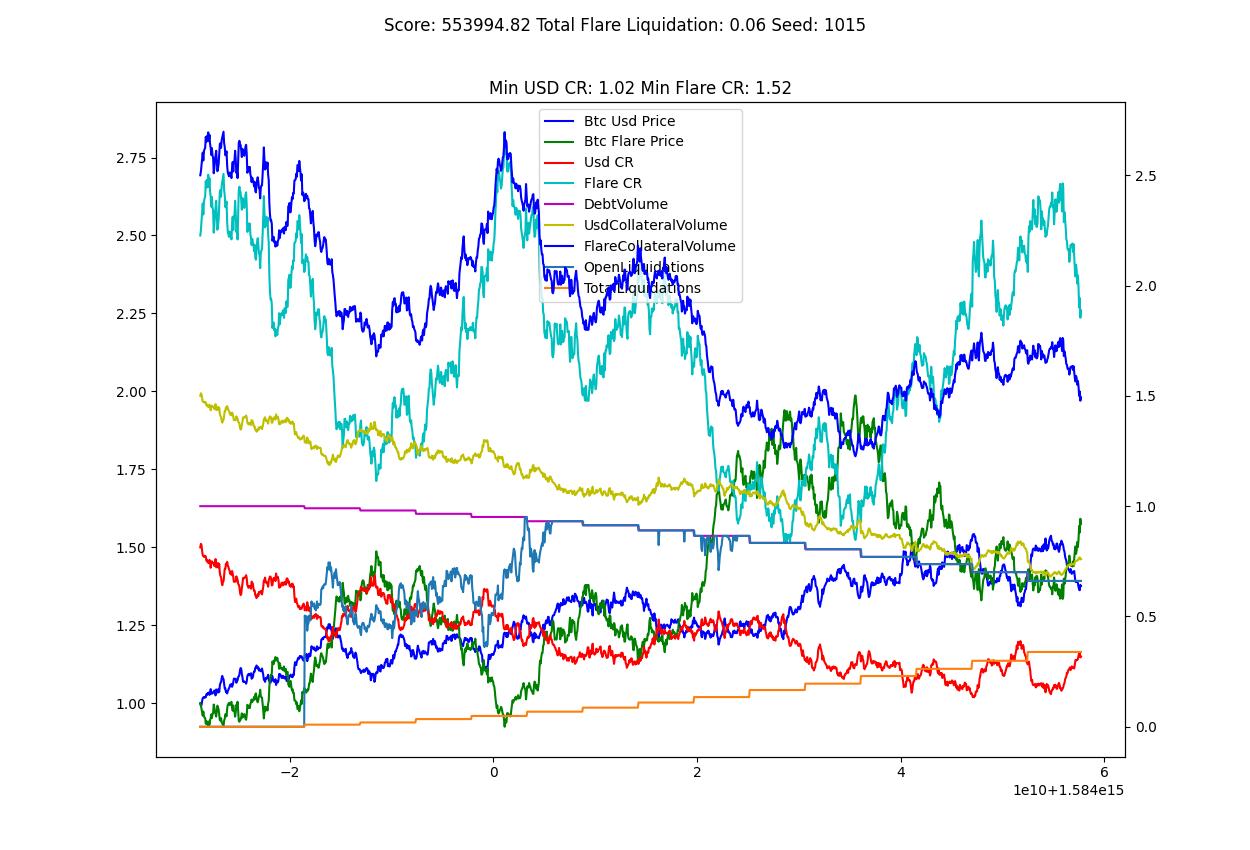 Score: 553994.82 Total Flare Liquidation: 0.06 Seed: 1015
Min USD CR: 1.02 Min Flare CR: 1.52
Btc Usd Price
Btc Flare Price
Usd CR
Flare CR
DebtVolume
UsdCollateralVolume
FlareCollateralVolume
OpenLiquidations
TotalLiquidations
2.75
2.50
2.25
2.00
1.75
1.50
1.25
1.00
2.5
2.0
1.5
1.0
0.5
0.0
−2 0 2 4 6
1e10+1.584e15